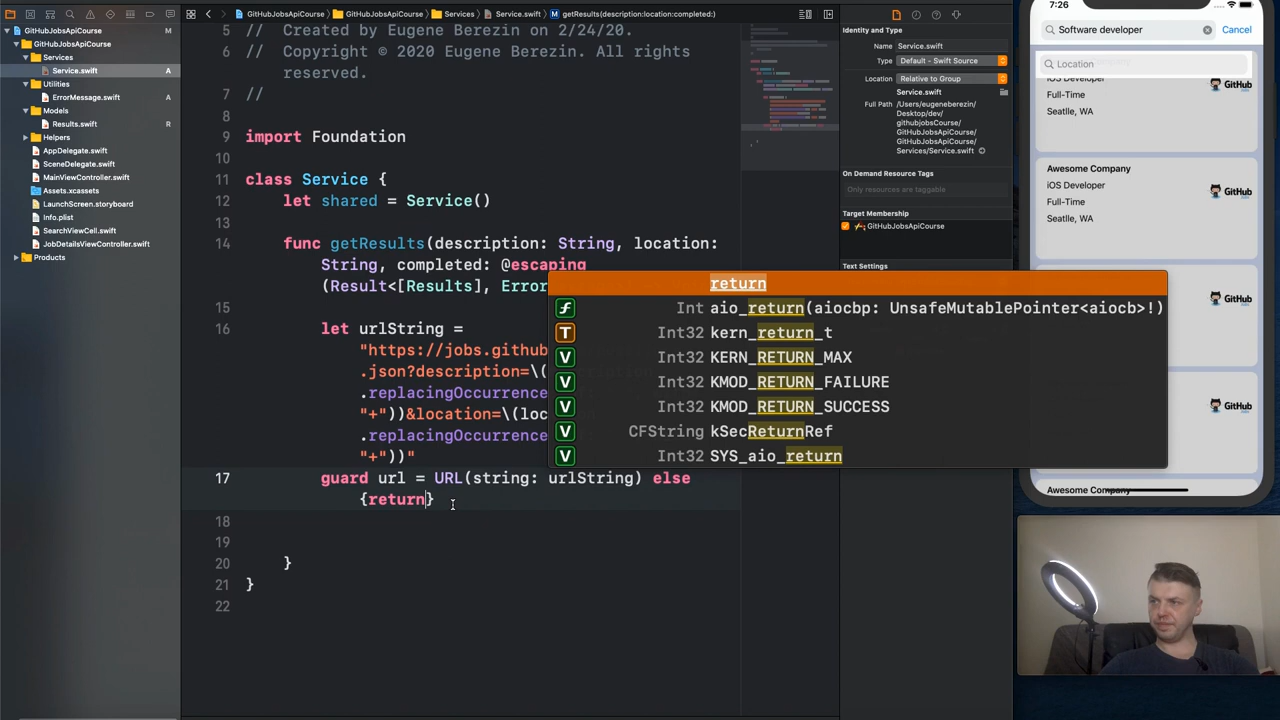 GitHubJobsApiCourse M
GitHubJobsApiCourse
Services
Service.swift A
Utilities
ErrorMessage.swift A
Models
Results.swift R
Helpers
AppDelegate.swift
SceneDelegate.swift
MainViewController.swift
Assets.xcassets
LaunchScreen.storyboard
Info.plist
SearchViewCell.swift
JobDetailsViewController.swift
Products
GitHubJobsApiCourse GitHubJobsApiCourse Services Service.swift M getResults(description:location:completed:)
5 // Created by Eugene Berezin on 2/24/20.
6 // Copyright © 2020 Eugene Berezin. All rights
reserved.
7 //
8
9 import Foundation
10
11 class Service {
12 let shared = Service()
13
14 func getResults(description: String, location:
String, completed: @escaping
(Result<[Results], Error
15
16 let urlString =
"https://jobs.github
.json?description=\(
.replacingOccurrence
"+"))&location=\(loc
.replacingOccurrence
"+"))"
17 guard url = URL(string: urlString) else
{return}
18
19
20 }
21 }
22
return
f Int aio_return(aiocbp: UnsafeMutablePointer<aiocb>!)
T Int32 kern_return_t
V Int32 KERN_RETURN_MAX
V Int32 KMOD_RETURN_FAILURE
V Int32 KMOD_RETURN_SUCCESS
V CFString kSecReturnRef
V Int32 SYS_aio_return
Identity and Type
Name Service.swift
Type Default - Swift Source
Location Relative to Group
Service.swift
Full Path /Users/eugeneberezin/
Desktop/dev/
githubjobsCourse/
GitHubJobsApiCourse/
GitHubJobsApiCourse/
Services/Service.swift
On Demand Resource Tags
Only resources are taggable
Target Membership
GitHubJobsApiCourse
Text Settings
7:26
Software developer Cancel
Location
iOS Developer
Full-Time
Seatlle, WA
GitHub
Awesome Company
iOS Developer
Full-Time
Seatlle, WA
GitHub
GitHub
GitHub
Awesome Company